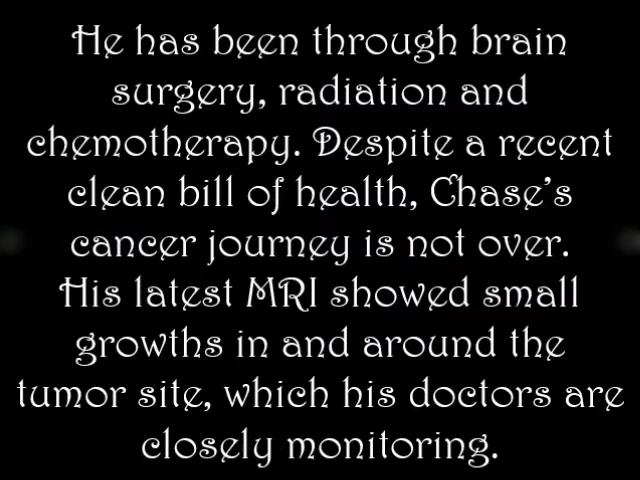 He has been through brain
surgery, radiation and
chemotherapy. Despite a recent
clean bill of health, Chase's
cancer journey is not over.
His latest MRI showed small
growths in and around the
tumor site, which his doctors are
closely monitoring.